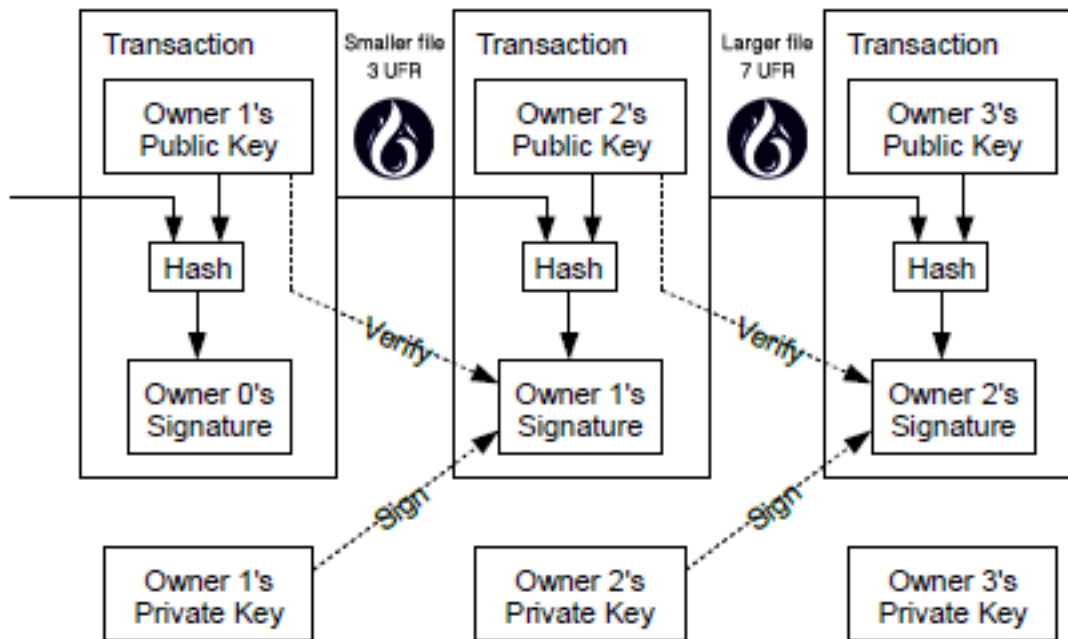 Transaction
Smaller file
3 UFR
Transaction
Larger file
7 UFR
Transaction
Owner 1's
Public Key
Owner 2's
Public Key
Owner 3's
Public Key
Hash
Hash
Hash
Verify
Verify
Owner 0's
Signature
Owner 1's
Signature
Owner 2's
Signature
Sign
Sign
Owner 1's
Private Key
Owner 2's
Private Key
Owner 3's
Private Key